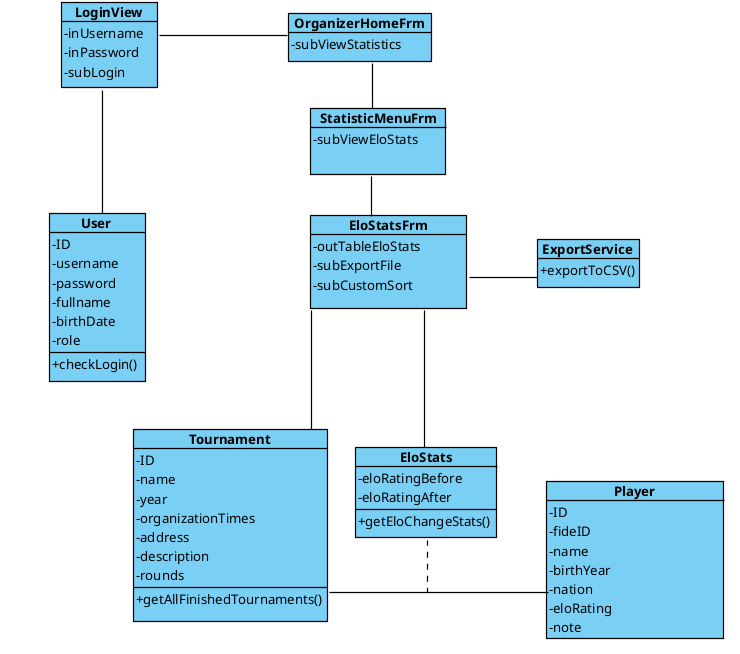 LoginView
-inUsername
-inPassword
-subLogin
OrganizerHomeFrm
-subViewStatistics
StatisticMenuFrm
-subViewEloStats
User
-ID
-username
-password
-fullname
-birthDate
-role
+checkLogin()
EloStatsFrm
-outTableEloStats
-subExportFile
-subCustomSort
ExportService
+exportToCSV()
Tournament
-ID
-name
-year
-organizationTimes
-address
-description
-rounds
+getAllFinishedTournaments()
EloStats
-eloRatingBefore
-eloRatingAfter
+getEloChangeStats()
Player
-ID
-fideID
-name
-birthYear
-nation
-eloRating
-note